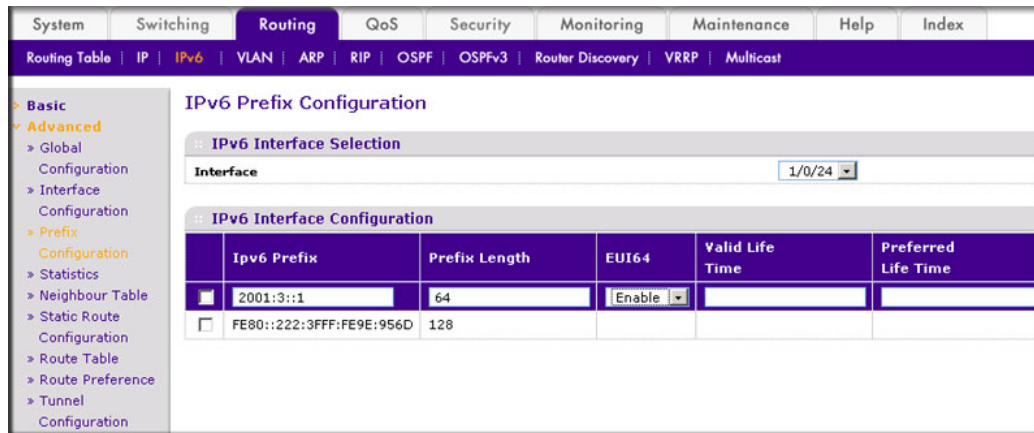 System Switching Routing QoS Security Monitoring Maintenance Help Index
Routing Table | IP | IPv6 | VLAN | ARP | RIP | OSPF | OSPFv3 | Router Discovery | VRRP | Multicast
Basic
Advanced
» Global
Configuration
» Interface
Configuration
» Prefix
Configuration
» Statistics
» Neighbour Table
» Static Route
Configuration
» Route Table
» Route Preference
» Tunnel
Configuration
IPv6 Prefix Configuration
IPv6 Interface Selection
Interface 1/0/24
IPv6 Interface Configuration
Ipv6 Prefix Prefix Length EUI64 Valid Life Time Preferred Life Time
2001:3::1 64 Enable
FE80::222:3FFF:FE9E:956D 128